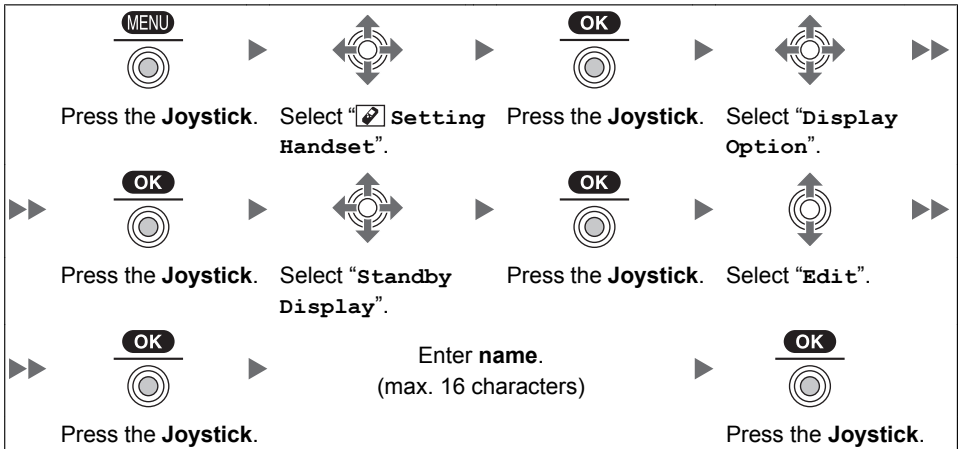 MENU OK
Press the Joystick. Select “ Setting Press the Joystick. Select “Display
Handset”. Option”.
OK OK
Press the Joystick. Select “Standby Press the Joystick. Select “Edit”.
Display”.
OK Enter name. OK
(max. 16 characters)
Press the Joystick. Press the Joystick.